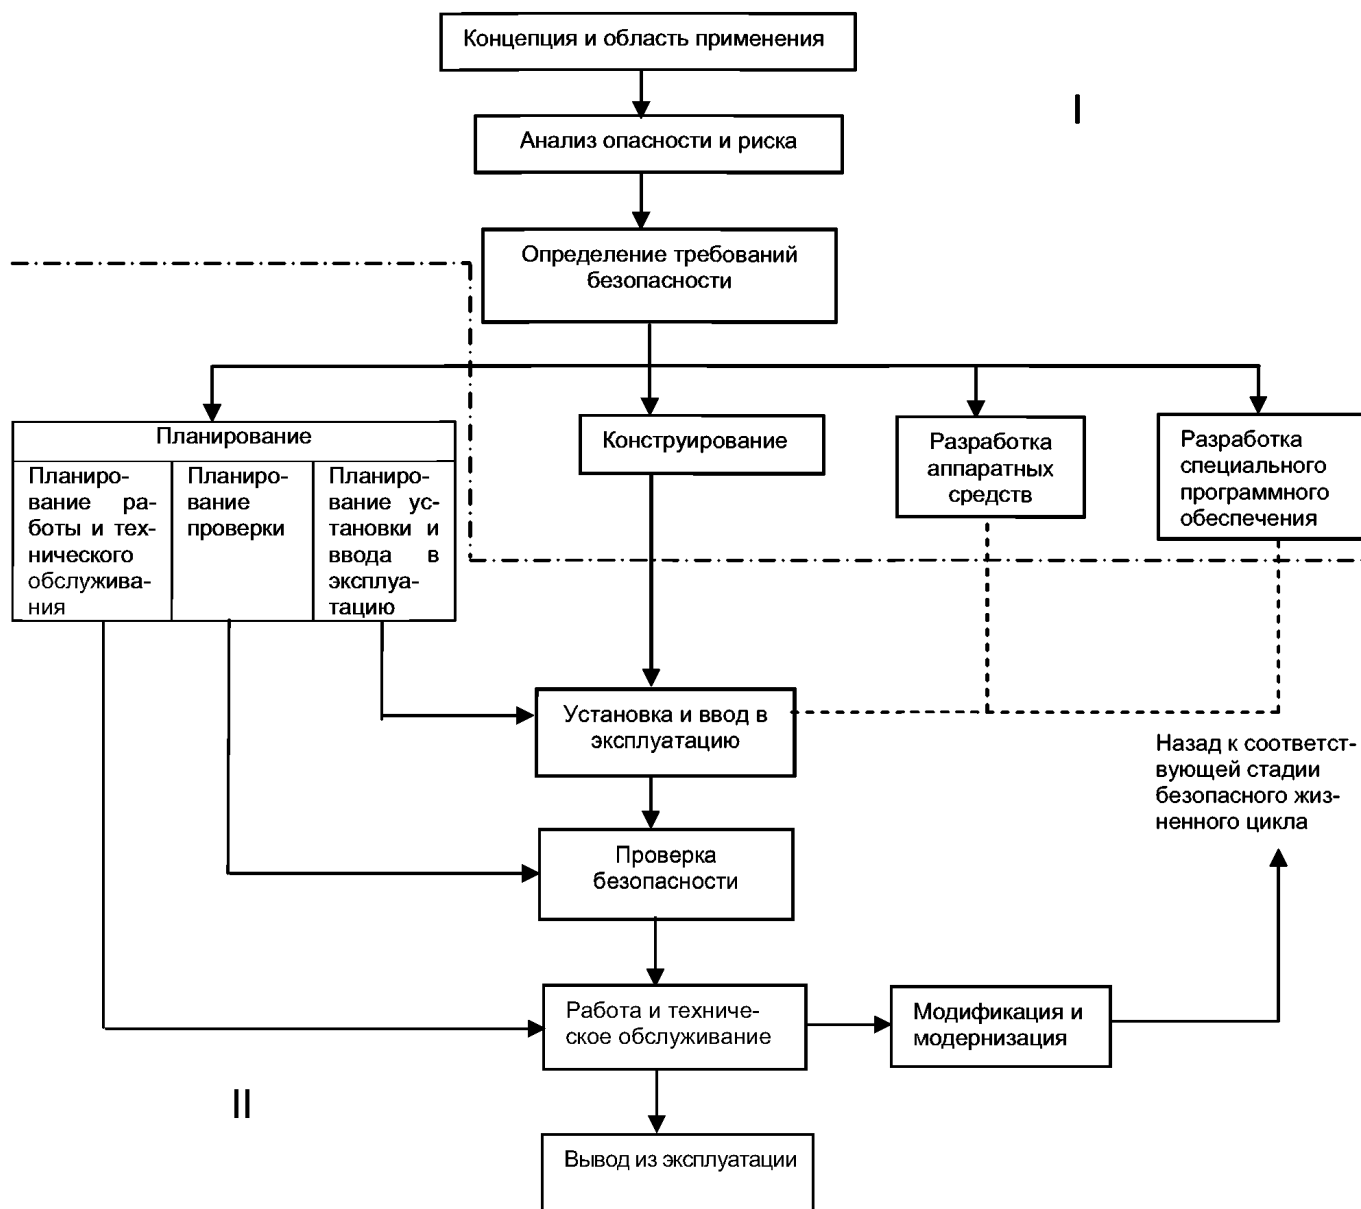 Концепция и область применения
I
Анализ опасности и риска
Определение требований
безопасности
Планирование
Планиро-
вание ра-
боты и тех-
нического
обслужива-
ния
Планиро-
вание
проверки
Планиро-
вание ус-
тановки и
ввода в
эксплуа-
тацию
Конструирование
Разработка
аппаратных
средств
Разработка
специального
программного
обеспечения
Установка и ввод в
эксплуатацию
Назад к соответст-
вующей стадии
безопасного жиз-
ненного цикла
Проверка
безопасности
Работа и техниче-
ское обслуживание
Модификация и
модернизация
II
Вывод из эксплуатации